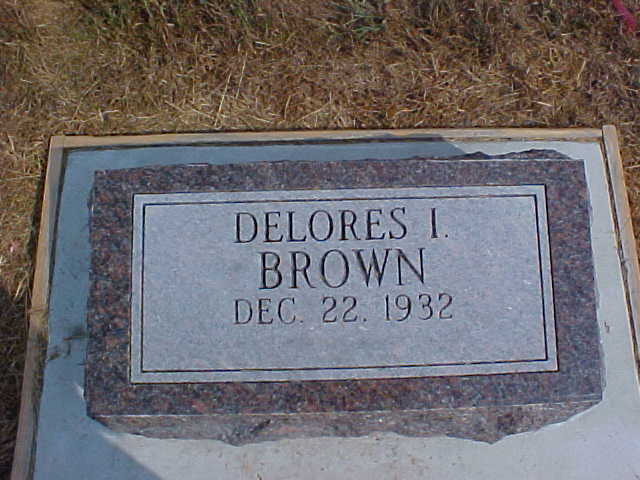 DELORES I.
BROWN
DEC. 22. 1932